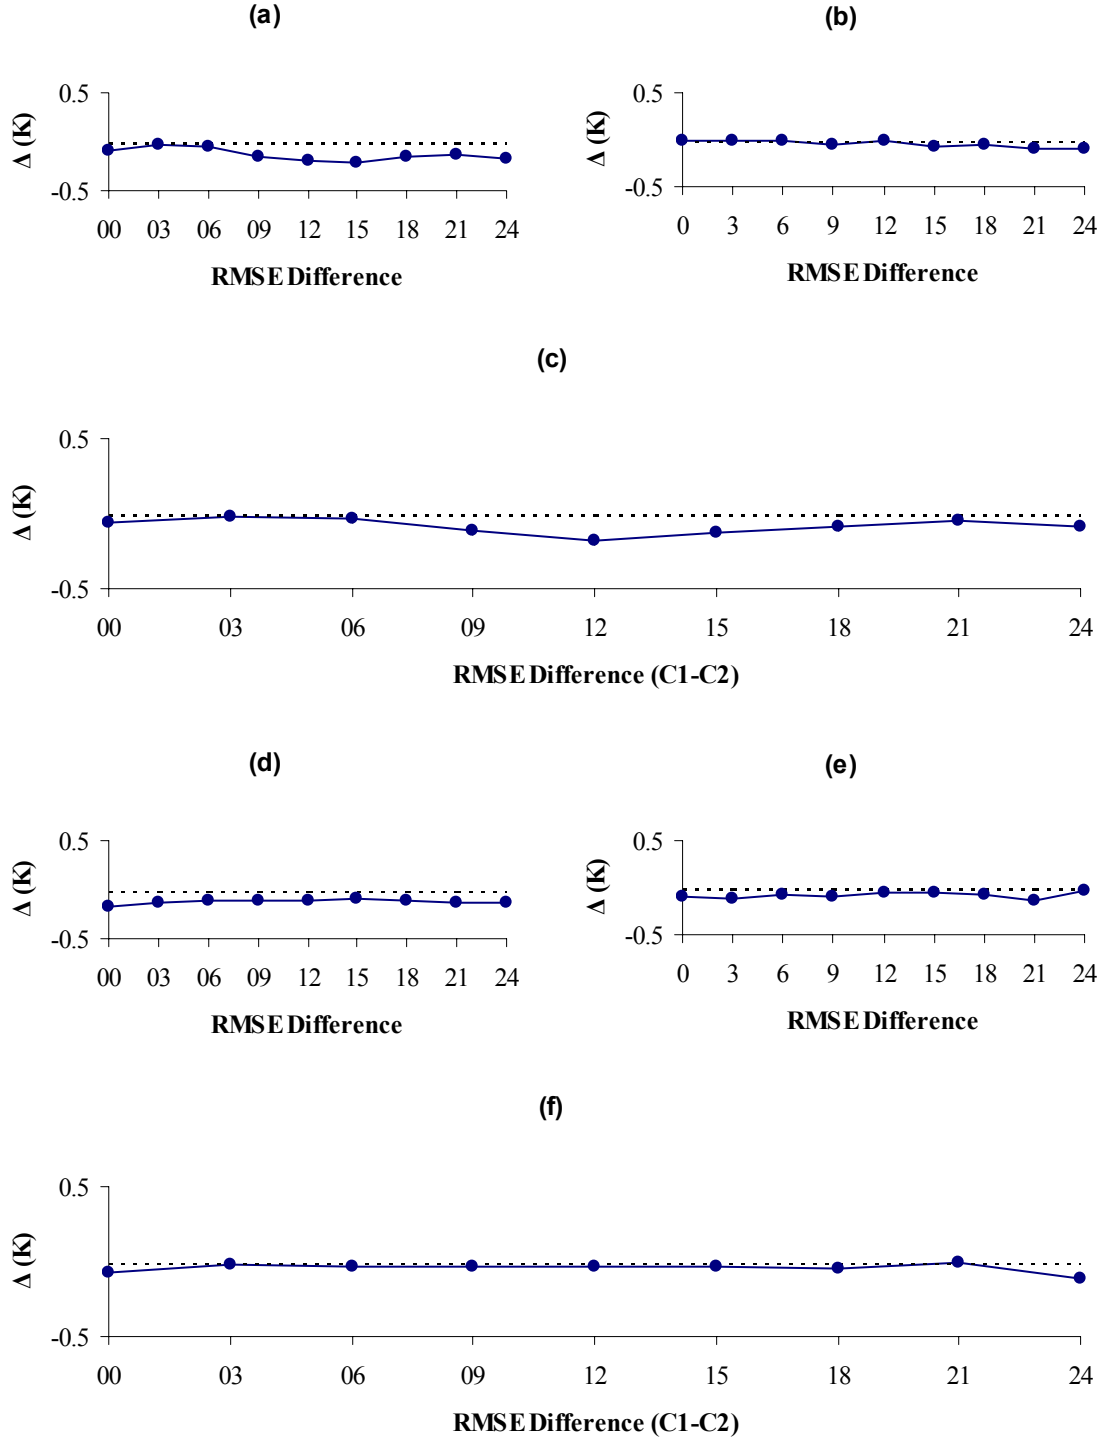 (a)
0.5
Δ (K)
-0.5
00 03 06 09 12 15 18 21 24
RMSE Difference
(b)
0.5
Δ (K)
-0.5
0 3 6 9 12 15 18 21 24
RMSE Difference
(c)
0.5
Δ (K)
-0.5
00 03 06 09 12 15 18 21 24
RMSE Difference (C1-C2)
(d)
0.5
Δ (K)
-0.5
00 03 06 09 12 15 18 21 24
RMSE Difference
(e)
0.5
Δ (K)
-0.5
0 3 6 9 12 15 18 21 24
RMSE Difference
(f)
0.5
Δ (K)
-0.5
00 03 06 09 12 15 18 21 24
RMSE Difference (C1-C2)